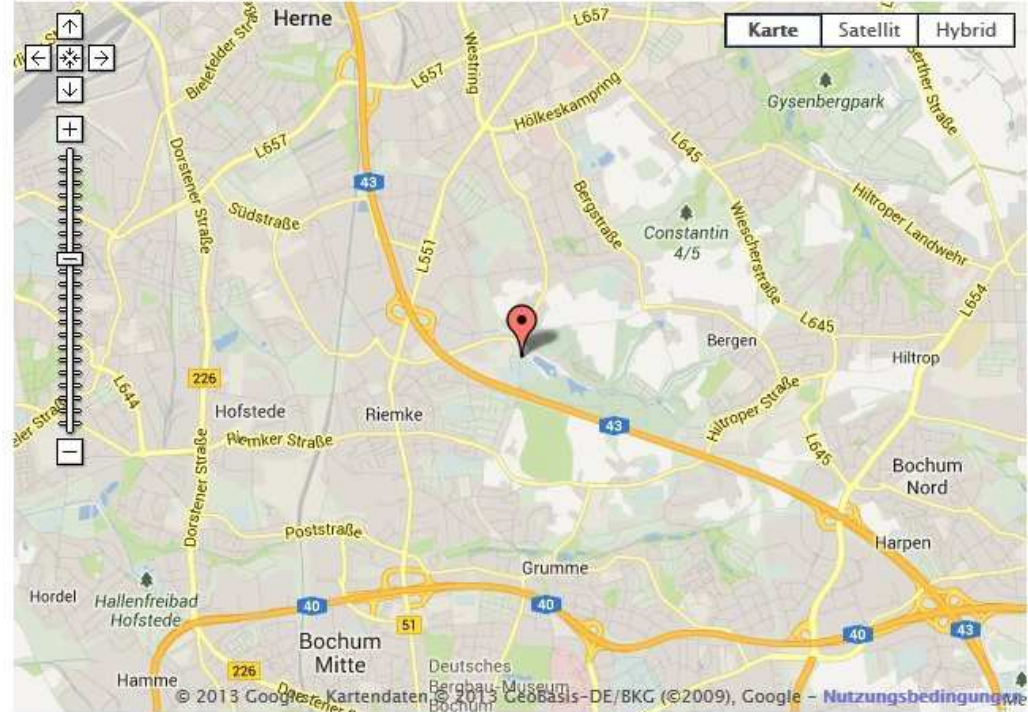 Herne
L657
Karte
Satellit
Hybrid
Bielefelder Straße
Westring
L657
Gysenbergpark
Hölkeskampring
L657
L645
Dorstener Straße
43
Bergstraße
Hiltroper Landwehr
Südstraße
Constantin
4/5
Wiescherstraße
L551
L654
L645
Bergen
Hiltrop
226
L644
Hofstede
Riemke
Hiltroper Straße
43
Riemker Straße
L645
Bochum
Nord
Dorstener Straße
Poststraße
Harpen
Grumme
Hordel
Hallenfreibad
Hofstede
40
40
51
40
43
Bochum
Mitte
Hamme
226
Deutsches
Bergbau-Museum
Bochum
© 2013 Google - Kartendaten © 2013 GeoBasis-DE/BKG (©2009), Google - Nutzungsbedingungen